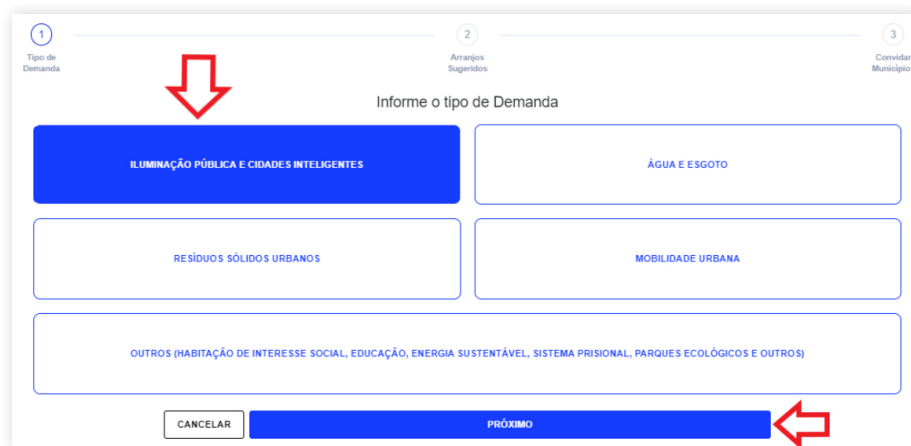 1
Tipo de
Demanda
2
Arranjos
Sugeridos
3
Convidar
Município
Informe o tipo de Demanda
ILUMINAÇÃO PÚBLICA E CIDADES INTELIGENTES
ÁGUA E ESGOTO
RESÍDUOS SÓLIDOS URBANOS
MOBILIDADE URBANA
OUTROS (HABITAÇÃO DE INTERESSE SOCIAL, EDUCAÇÃO, ENERGIA SUSTENTÁVEL, SISTEMA PRISIONAL, PARQUES ECOLÓGICOS E OUTROS)
CANCELAR
PRÓXIMO